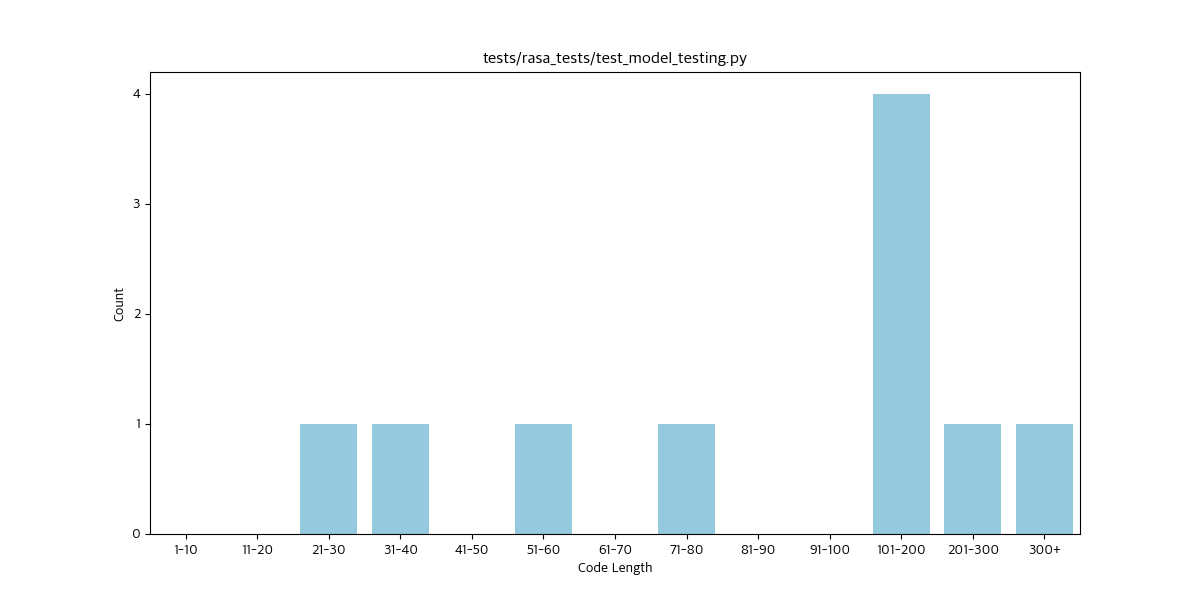 tests/rasa_tests/test_model_testing.py
4
3
2
1
0
Count
1-10 11-20 21-30 31-40 41-50 51-60 61-70 71-80 81-90 91-100 101-200 201-300 300+
Code Length